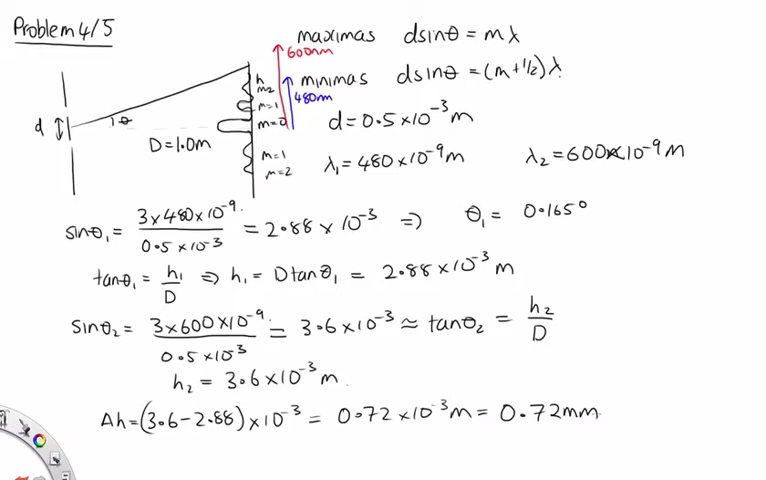 Problem 4/5
maximas dsinθ = mλ
600nm
minimas dsinθ = (m+1/2)λ
480nm
h
m2
m=1
m=0
m=1
m=2
d
θ
D=1.0m
d = 0.5×10⁻³m
λ₁ = 480×10⁻⁹m λ₂ = 600×10⁻⁹m
sinθ₁ = 3×480×10⁻⁹ / 0.5×10⁻³ = 2.88×10⁻³ ⇒ θ₁ = 0.165°
tanθ₁ = h₁/D ⇒ h₁ = Dtanθ₁ = 2.88×10⁻³m
sinθ₂ = 3×600×10⁻⁹ / 0.5×10³ = 3.6×10⁻³ ≈ tanθ₂ = h₂/D
h₂ = 3.6×10⁻³m.
Δh = (3.6-2.88)×10⁻³ = 0.72×10⁻³m = 0.72mm